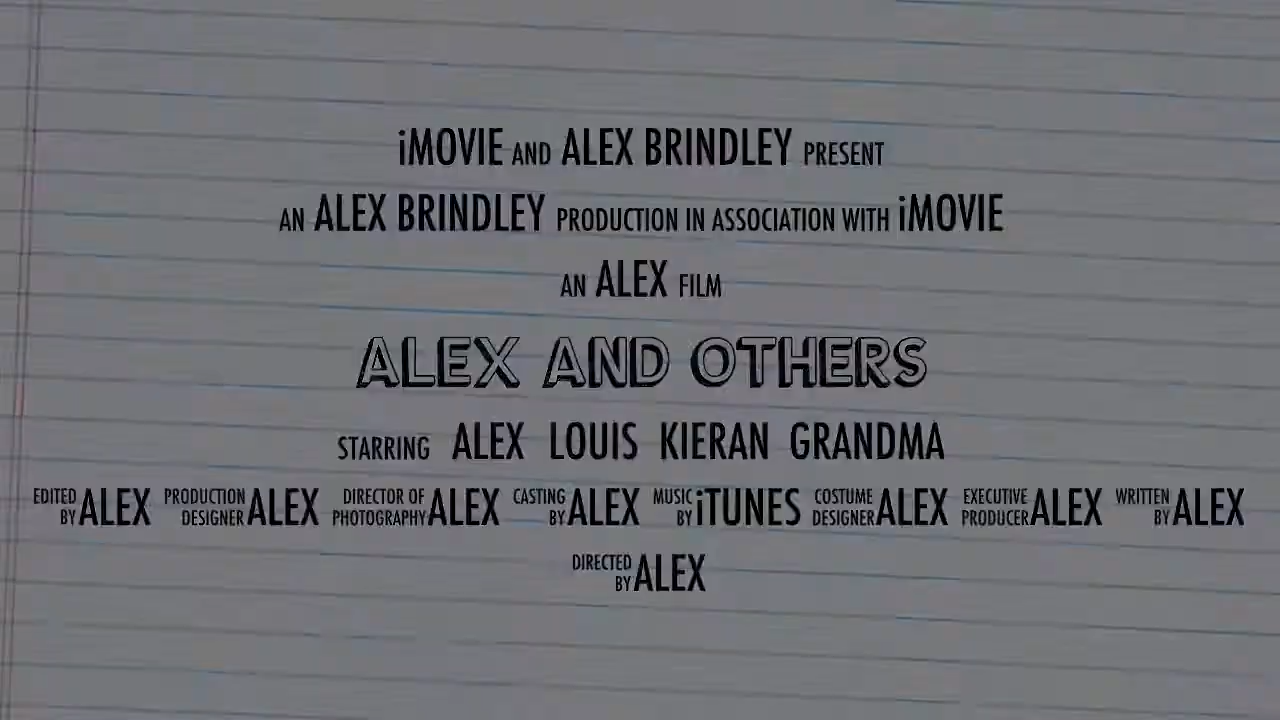 iMOVIE AND ALEX BRINDLEY PRESENT
AN ALEX BRINDLEY PRODUCTION IN ASSOCIATION WITH iMOVIE
AN ALEX FILM
ALEX AND OTHERS
STARRING ALEX LOUIS KIERAN GRANDMA
EDITED BY ALEX PRODUCTION DESIGNER ALEX DIRECTOR OF PHOTOGRAPHY ALEX CASTING BY ALEX MUSIC BY iTUNES COSTUME DESIGNER ALEX EXECUTIVE PRODUCER ALEX WRITTEN BY ALEX
DIRECTED BY ALEX